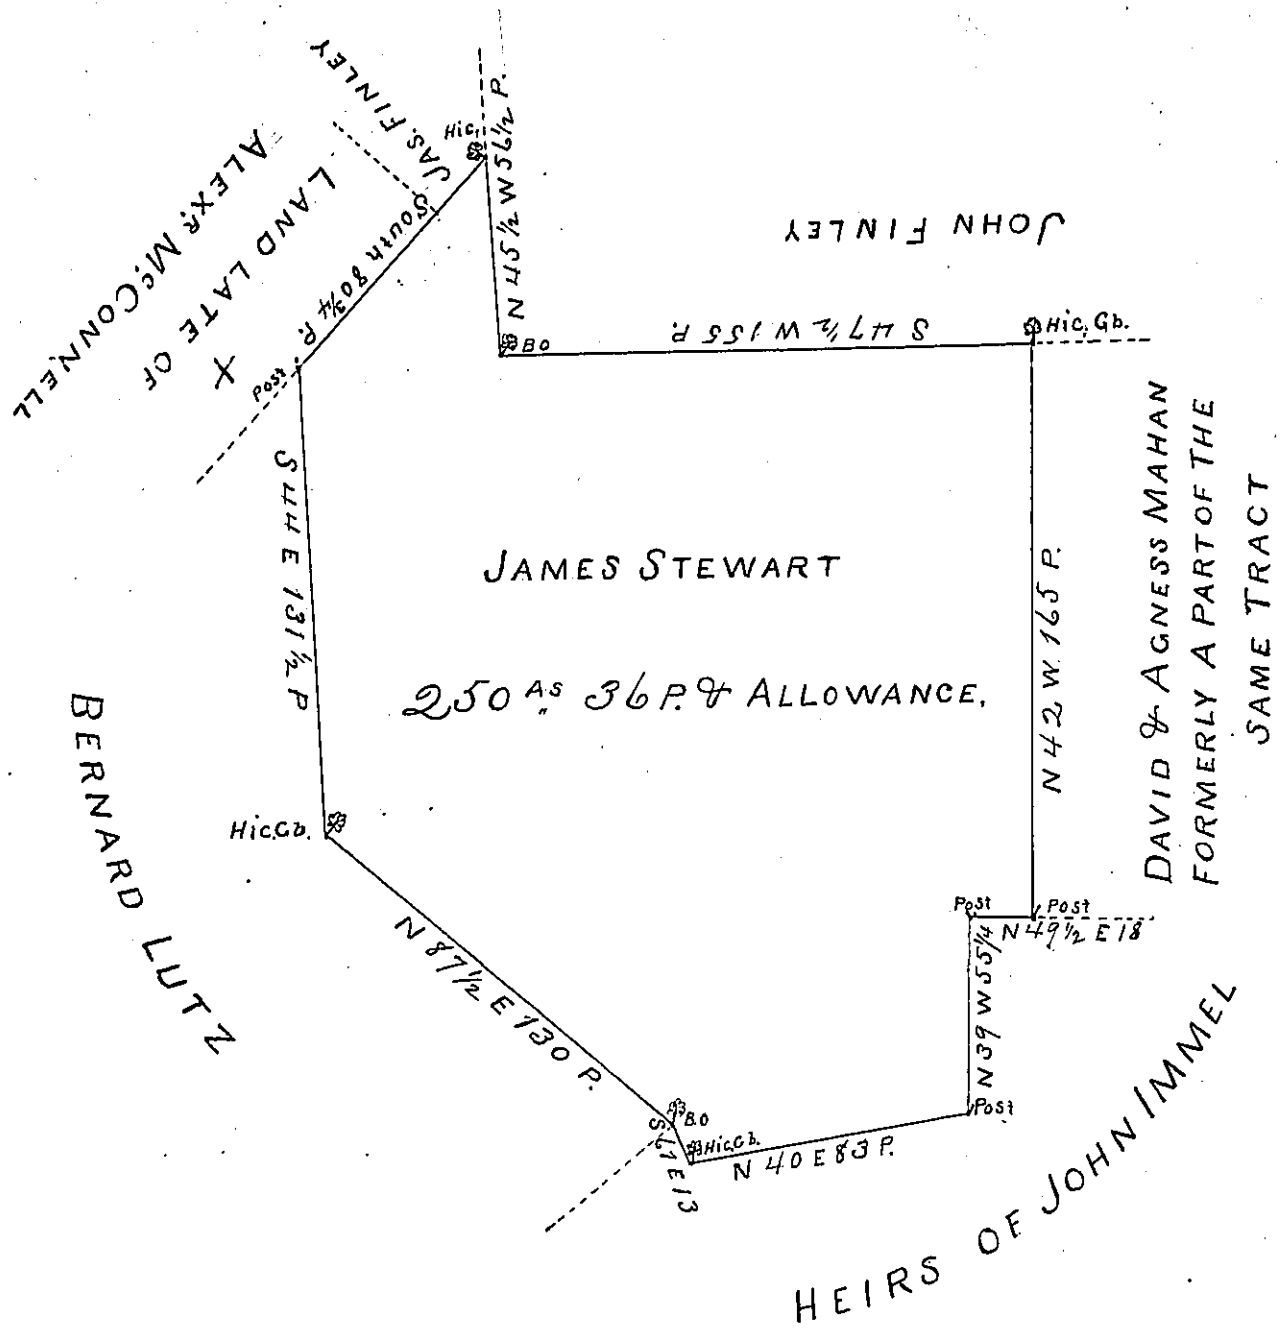 JAS. FINLEY
Hic.
N 45½ W 56½ P.
LAND LATE OF
ALEXR. McCONNELL
X
South 80¾ P.
Post
JOHN FINLEY
BO
S 47½ W 155 P.
Hic, Gb.
S 44 E 131½ P
JAMES STEWART
250 As 36 P. & ALLOWANCE,
N 42 W. 165 P.
DAVID & AGNESS MAHAN
FORMERLY A PART OF THE
SAME TRACT
BERNARD LUTZ
Hic.Gb.
N 87½ E 130 P.
Post
Post
N 49½ E 18
N 39 W 55¼
Post
B.O
S. 67 E 13
Hic.Gb.
N 40 E 83 P.
HEIRS OF JOHN IMMEL